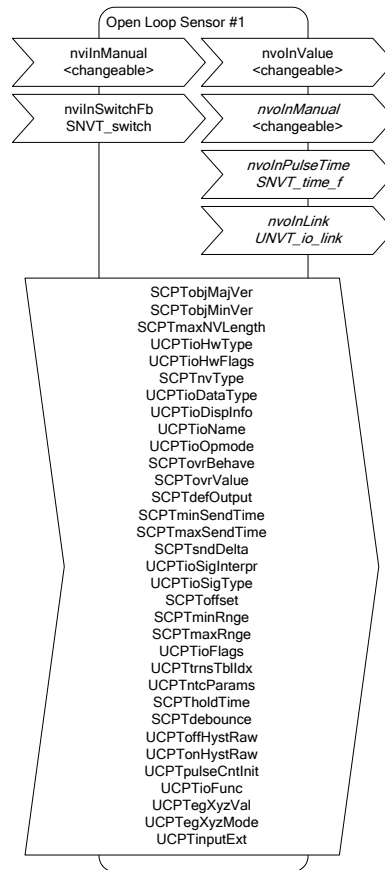 Open Loop Sensor #1
nviInManual
<changeable>
nvoInValue
<changeable>
nviInSwitchFb
SNVT_switch
nvoInManual
<changeable>
nvoInPulseTime
SNVT_time_f
nvoInLink
UNVT_io_link
SCPTobjMajVer
SCPTobjMinVer
SCPTmaxNVLength
UCPTioHwType
UCPTioHwFlags
SCPTnvType
UCPTioDataType
UCPTioDispInfo
UCPTioName
UCPTioOpmode
SCPTovrBehave
SCPTovrValue
SCPTdefOutput
SCPTminSendTime
SCPTmaxSendTime
SCPTsndDelta
UCPTioSigInterpr
UCPTioSigType
SCPToffset
SCPTminRnge
SCPTmaxRnge
UCPTioFlags
UCPTtrnsTblIdx
UCPTntcParams
SCPTholdTime
SCPTdebounce
UCPToffHystRaw
UCPTonHystRaw
UCPTpulseCntInit
UCPTioFunc
UCPTegXyzVal
UCPTegXyzMode
UCPTinputExt